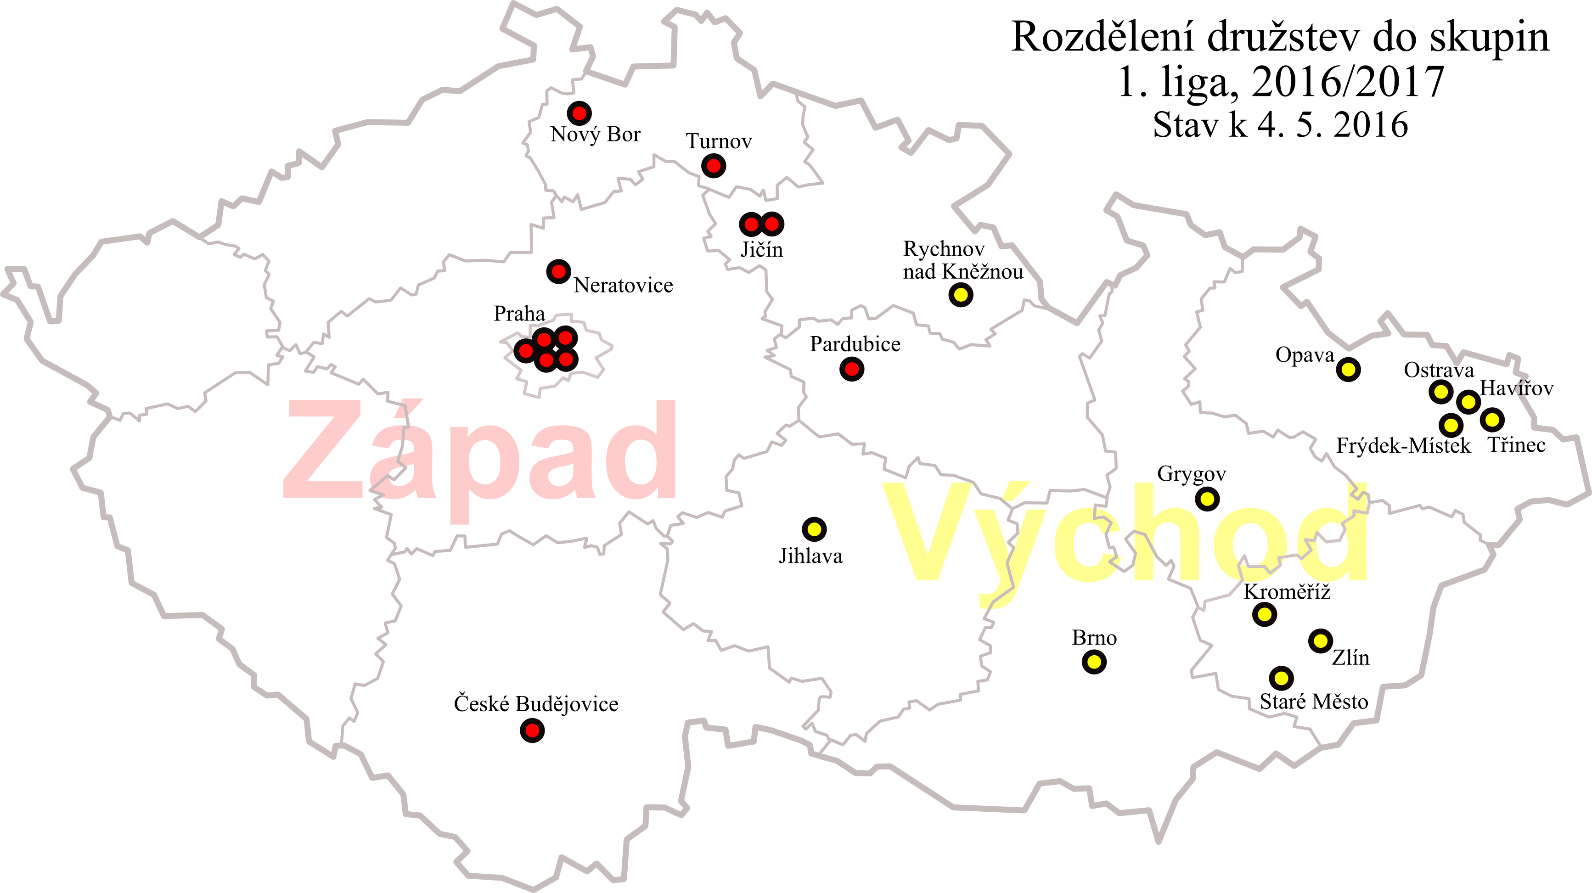 Rozdělení družstev do skupin
1. liga, 2016/2017
Stav k 4. 5. 2016
Nový Bor
Turnov
Jičín
Rychnov
nad Kněžnou
Neratovice
Praha
Pardubice
Opava
Ostrava
Havířov
Frýdek-Místek
Třinec
Západ
Grygov
Východ
Jihlava
Kroměříž
Brno
Zlín
Staré Město
České Budějovice